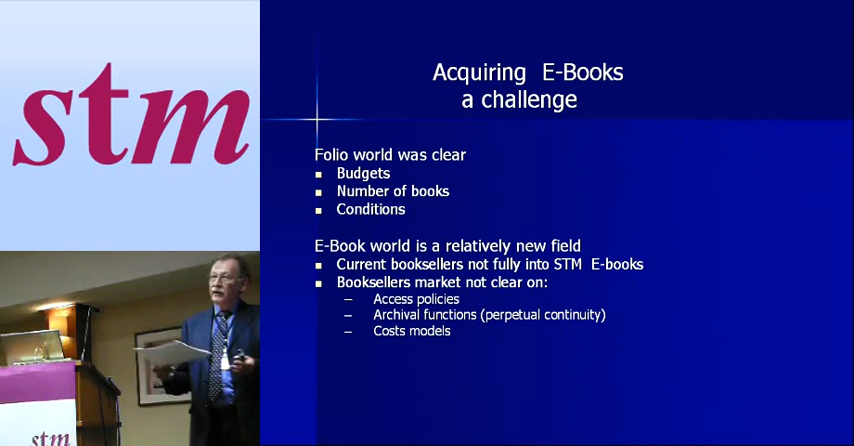 stm
Acquiring E-Books
a challenge
Folio world was clear
Budgets
Number of books
Conditions
E-Book world is a relatively new field
Current booksellers not fully into STM E-books
Booksellers market not clear on:
– Access policies
– Archival functions (perpetual continuity)
– Costs models
stm